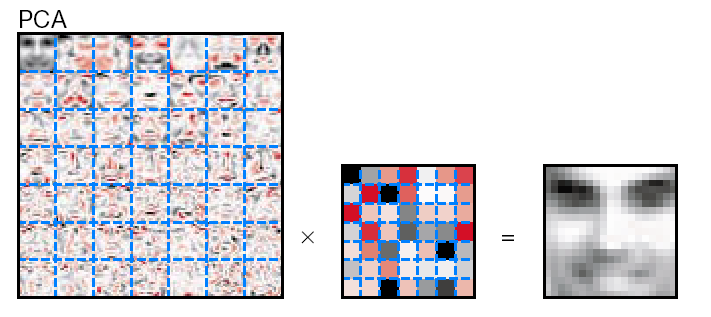 PCA
× =